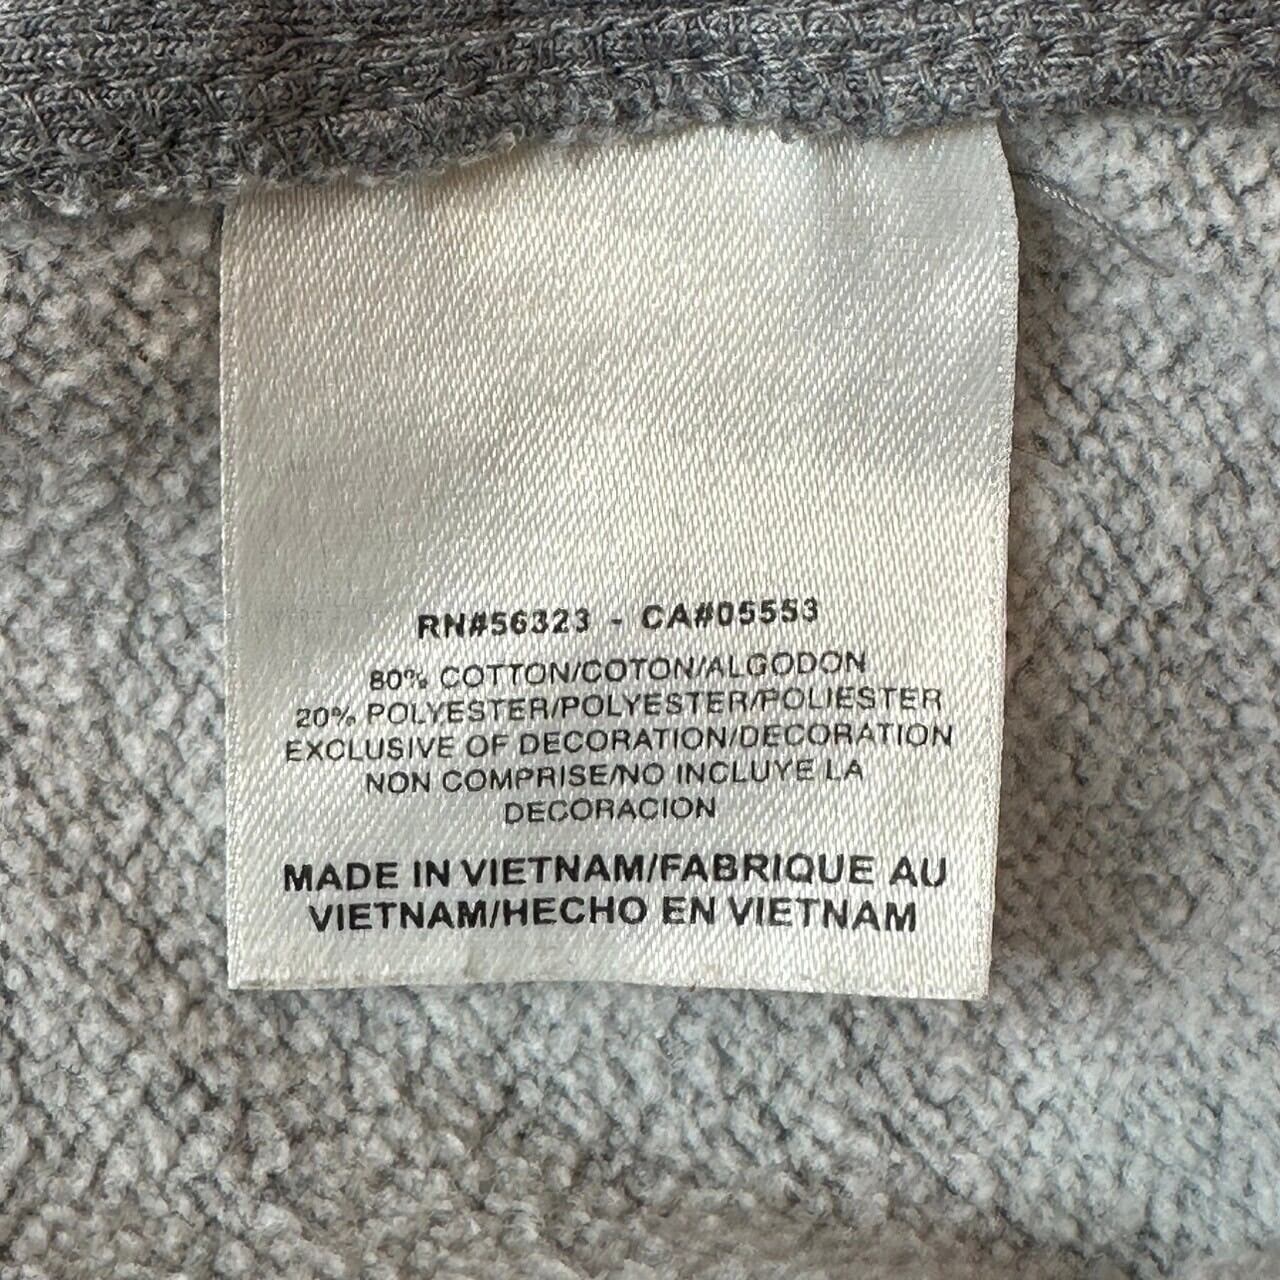 RN#56323 - CA#05553
80% COTTON/COTON/ALGODON
20% POLYESTER/POLYESTER/POLIESTER
EXCLUSIVE OF DECORATION/DECORATION
NON COMPRISE/NO INCLUYE LA
DECORACION
MADE IN VIETNAM/FABRIQUE AU
VIETNAM/HECHO EN VIETNAM